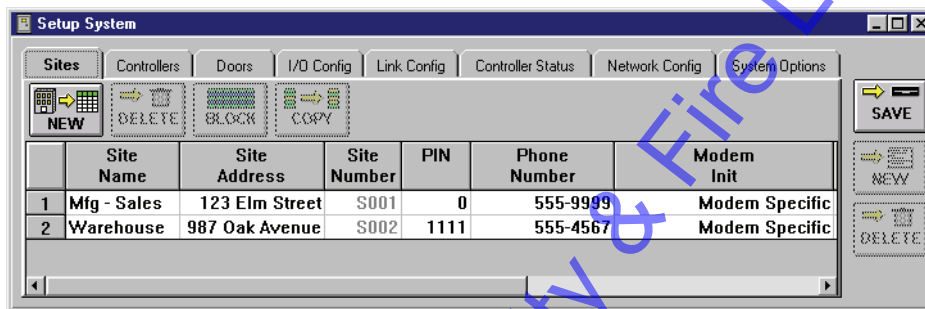 Setup System
Sites Controllers Doors I/O Config Link Config Controller Status Network Config System Options
NEW DELETE BLOCK COPY SAVE
Site Name Site Address Site Number PIN Phone Number Modem Init
NEW
1 Mfg - Sales 123 Elm Street S001 0 555-9999 Modem Specific
2 Warehouse 987 Oak Avenue S002 1111 555-4567 Modem Specific
DELETE
ty & Fire